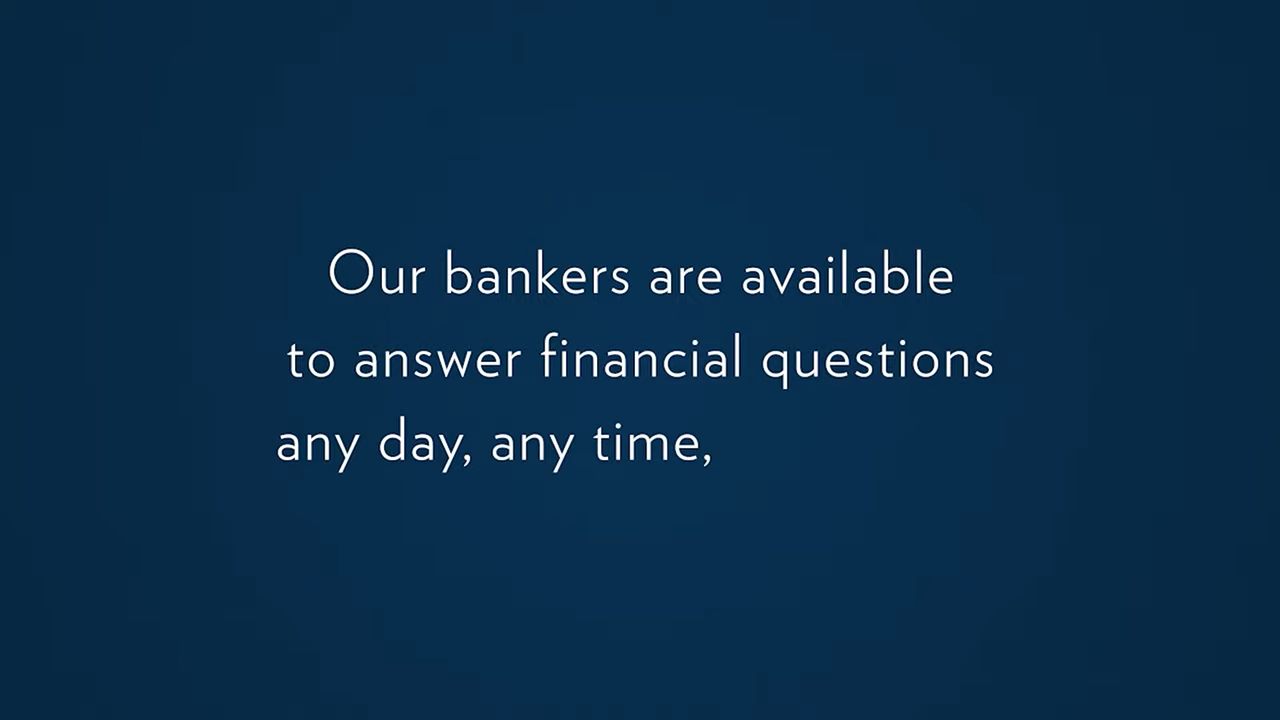 Our bankers are available
to answer financial questions
any day, any time,